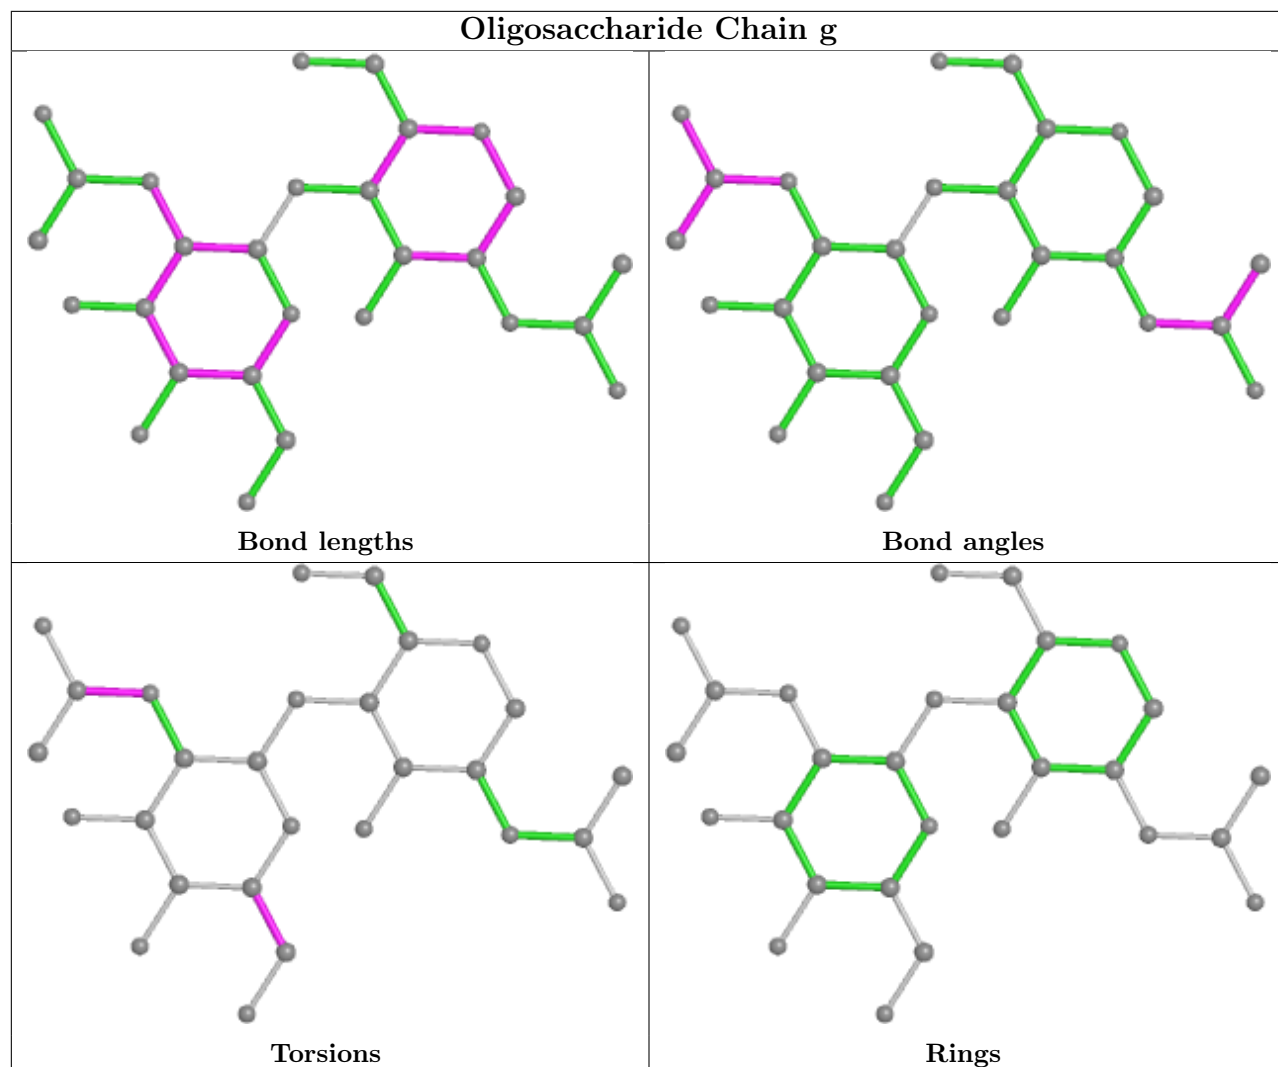 Oligosaccharide Chain g
Bond lengths
Bond angles
Torsions
Rings